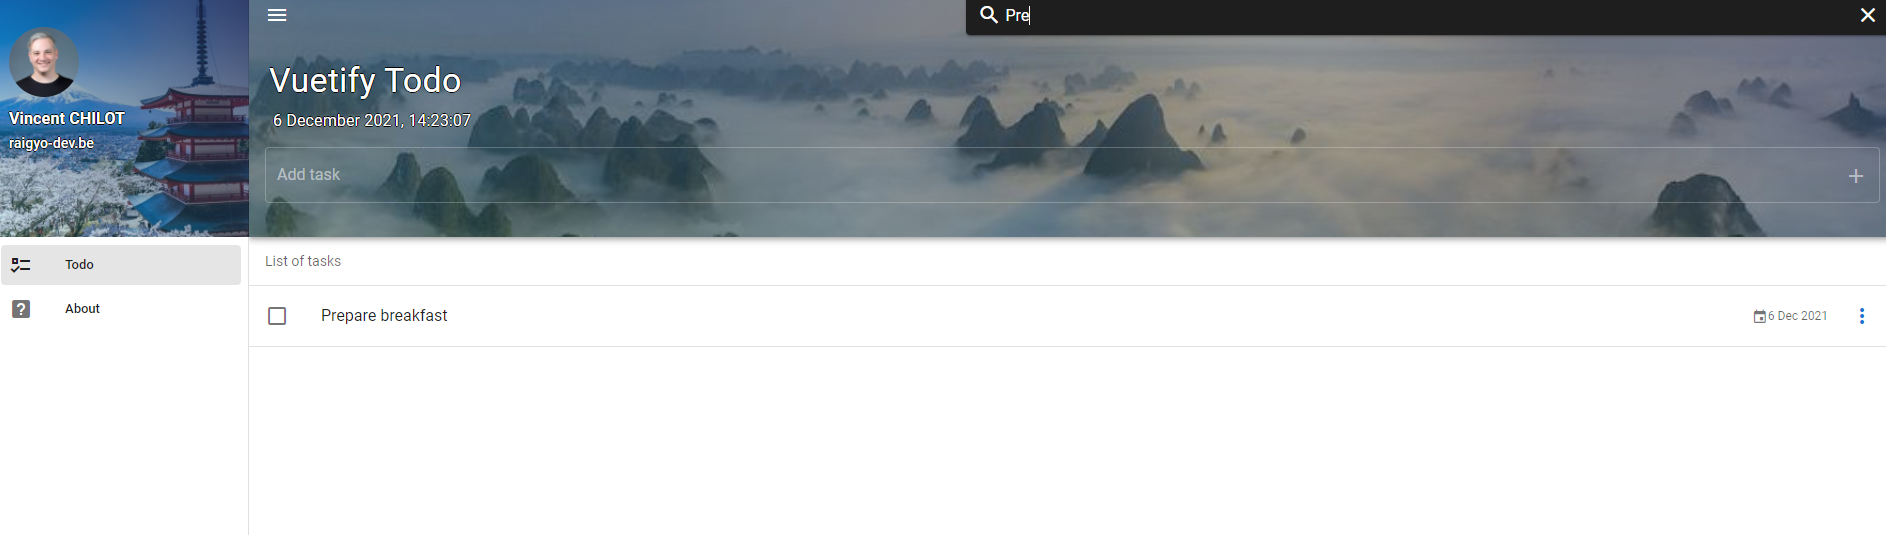 Pre
Vincent CHILOT
raigyo-dev.be
Vuetify Todo
6 December 2021, 14:23:07
Add task
Todo
About
List of tasks
Prepare breakfast
6 Dec 2021